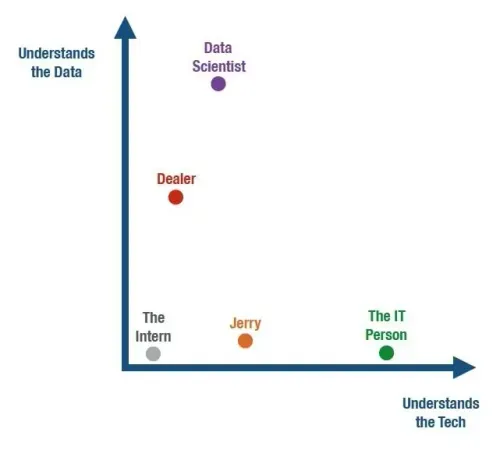 Understands
the Data
Data
Scientist
Dealer
The
Intern
Jerry
The IT
Person
Understands
the Tech